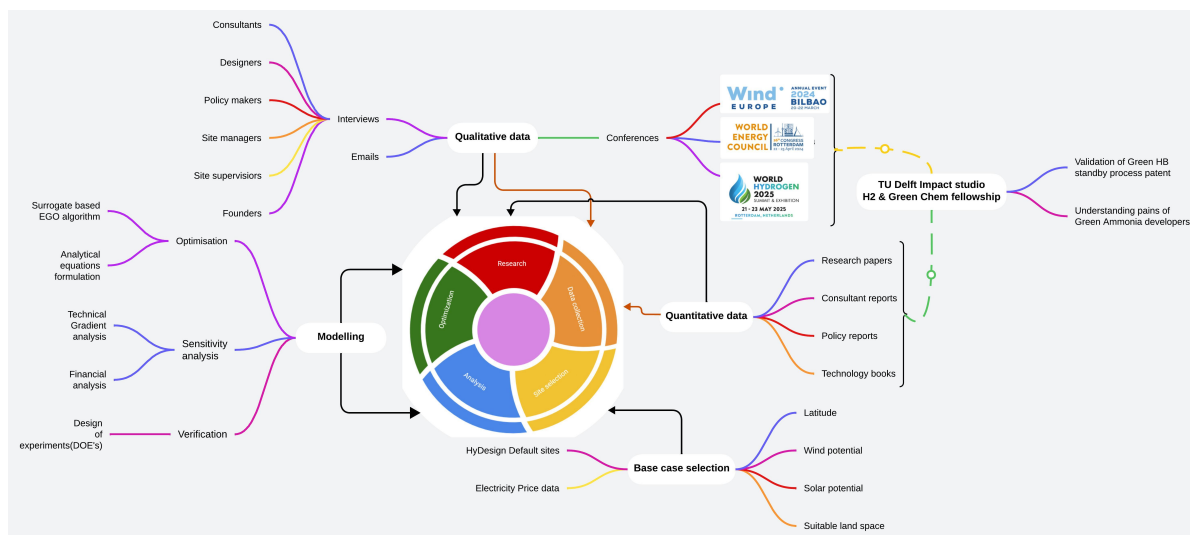 Consultants
Designers
Policy makers
Site managers
Site supervisiors
Founders
Interviews
Emails
Qualitative data
Conferences
Wind
EUROPE
ANNUAL EVENT
2024
BILBAO
20-22 MARCH
WORLD
ENERGY
COUNCIL
CONGRESS
ROTTERDAM
WORLD
HYDROGEN
2025
SUMMIT & EXHIBITION
21 - 23 MAY 2025
ROTTERDAM, NETHERLANDS
TU Delft Impact studio
H2 & Green Chem fellowship
Validation of Green HB
standby process patent
Understanding pains of
Green Ammonia developers
Surrogate based
EGO algorithm
Analytical
equations
formulation
Optimisation
Technical
Gradient
analysis
Financial
analysis
Sensitivity
analysis
Design
of
experiments(DOE's)
Verification
Modelling
Research
Data collection
Site selection
Analysis
Optimization
Quantitative data
Research papers
Consultant reports
Policy reports
Technology books
Base case selection
HyDesign Default sites
Electricity Price data
Latitude
Wind potential
Solar potential
Suitable land space